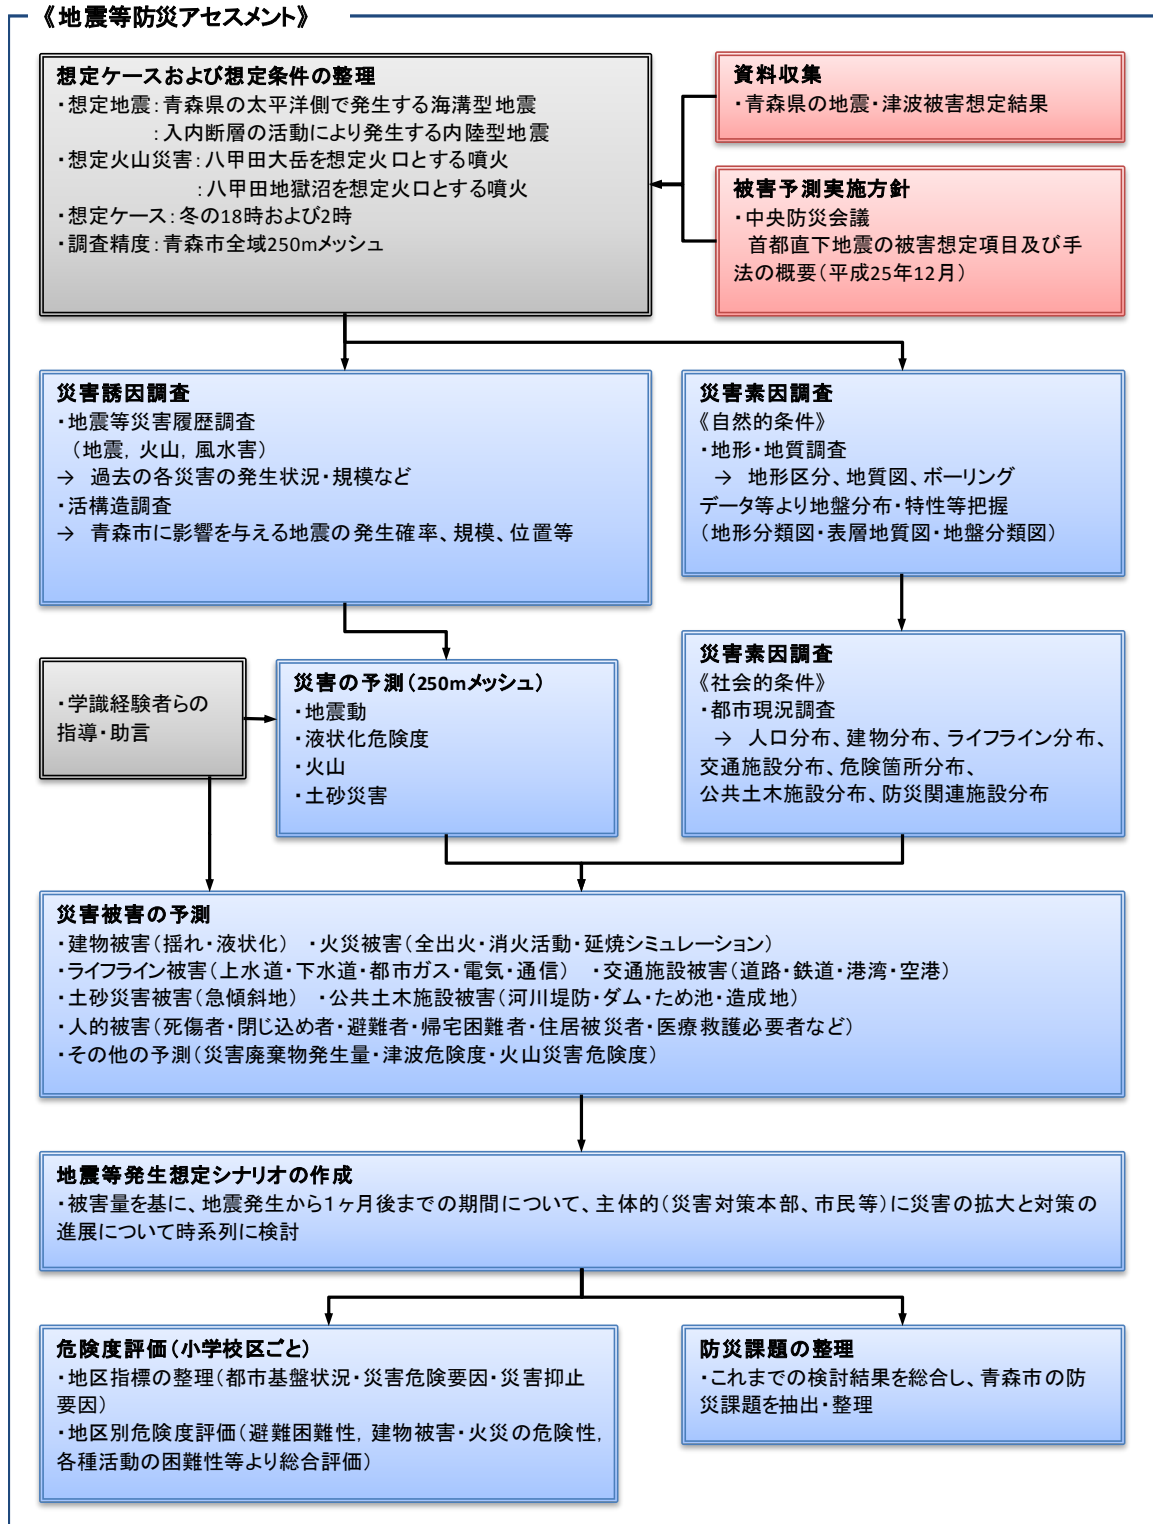 《地震等防災アセスメント》
想定ケースおよび想定条件の整理
・想定地震：青森県の太平洋側で発生する海溝型地震
：入内断層の活動により発生する内陸型地震
・想定火山災害：八甲田大岳を想定火口とする噴火
：八甲田地獄沼を想定火口とする噴火
・想定ケース：冬の18時および2時
・調査精度：青森市全域250mメッシュ
資料収集
・青森県の地震・津波被害想定結果
被害予測実施方針
・中央防災会議
首都直下地震の被害想定項目及び手
法の概要（平成25年12月）
災害誘因調査
・地震等災害履歴調査
（地震，火山，風水害）
→ 過去の各災害の発生状況・規模など
・活構造調査
→ 青森市に影響を与える地震の発生確率、規模、位置等
災害素因調査
《自然的条件》
・地形・地質調査
→ 地形区分、地質図、ボーリング
データ等より地盤分布・特性等把握
（地形分類図・表層地質図・地盤分類図）
・学識経験者らの
指導・助言
災害の予測（250mメッシュ）
・地震動
・液状化危険度
・火山
・土砂災害
災害素因調査
《社会的条件》
・都市現況調査
→ 人口分布、建物分布、ライフライン分布、
交通施設分布、危険箇所分布、
公共土木施設分布、防災関連施設分布
災害被害の予測
・建物被害（揺れ・液状化） ・火災被害（全出火・消火活動・延焼シミュレーション）
・ライフライン被害（上水道・下水道・都市ガス・電気・通信） ・交通施設被害（道路・鉄道・港湾・空港）
・土砂災害被害（急傾斜地） ・公共土木施設被害（河川堤防・ダム・ため池・造成地）
・人的被害（死傷者・閉じ込め者・避難者・帰宅困難者・住居被災者・医療救護必要者など）
・その他の予測（災害廃棄物発生量・津波危険度・火山災害危険度）
地震等発生想定シナリオの作成
・被害量を基に、地震発生から１ヶ月後までの期間について、主体的（災害対策本部、市民等）に災害の拡大と対策の
進展について時系列に検討
危険度評価（小学校区ごと）
・地区指標の整理（都市基盤状況・災害危険要因・災害抑止
要因）
・地区別危険度評価（避難困難性，建物被害・火災の危険性，
各種活動の困難性等より総合評価）
防災課題の整理
・これまでの検討結果を総合し、青森市の防
災課題を抽出・整理